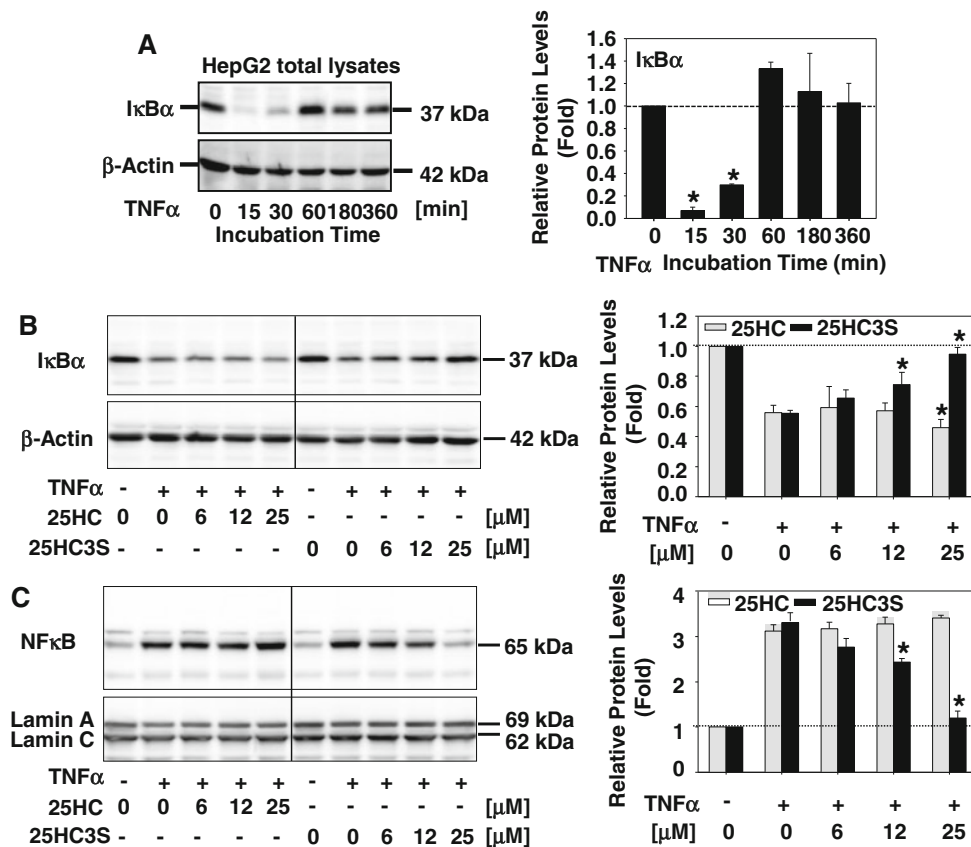 A
HepG2 total lysates
IκBα
37 kDa
β-Actin
42 kDa
TNFα 0 15 30 60 180 360 [min]
Incubation Time
Relative Protein Levels
(Fold)
1.6
1.4
1.2
1.0
0.8
0.6
0.4
0.2
0.0
IκBα
* *
0 15 30 60 180 360
TNFα Incubation Time (min)
B
IκBα
37 kDa
β-Actin
42 kDa
TNFα - + + + + - + + + +
25HC 0 0 6 12 25 - - - - - [μM]
25HC3S - - - - - 0 0 6 12 25
Relative Protein Levels
(Fold)
1.2
1.0
0.8
0.6
0.4
0.2
0.0
25HC 25HC3S
* * *
TNFα - + + + +
[μM] 0 0 6 12 25
C
NFκB
65 kDa
Lamin A
69 kDa
Lamin C
62 kDa
TNFα - + + + + - + + + +
25HC 0 0 6 12 25 - - - - - [μM]
25HC3S - - - - - 0 0 6 12 25
Relative Protein Levels
(Fold)
4
3
2
1
0
25HC 25HC3S
* *
TNFα - + + + +
[μM] 0 0 6 12 25